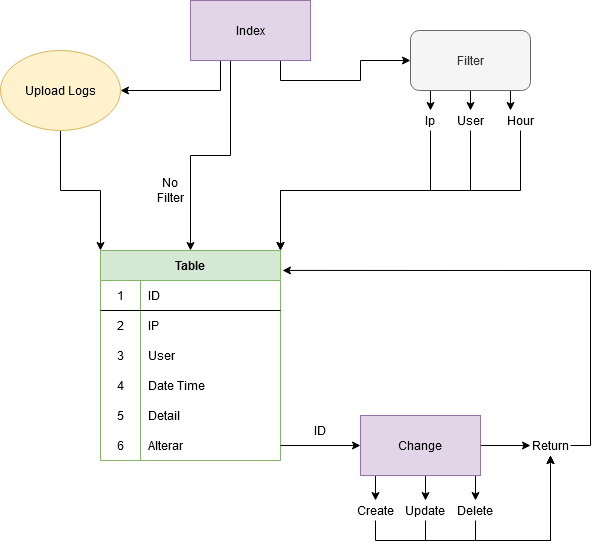 Index
Filter
Upload Logs
Ip
User
Hour
No
Filter
Table
1 ID
2 IP
3 User
4 Date Time
5 Detail
6 Alterar
ID
Change
Return
Create
Update
Delete